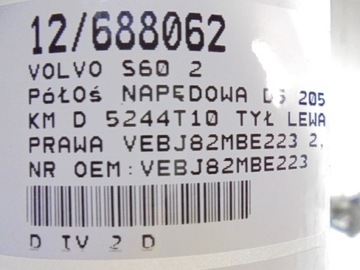 12/688062
VOLVO S60 2
PÓŁOŚ NAPĘDOWA D5 205
KM D 5244T10 TYŁ LEWA
PRAWA VEBJ82MBE223 2,
NR OEM:VEBJ82MBE223
D IV 2 D